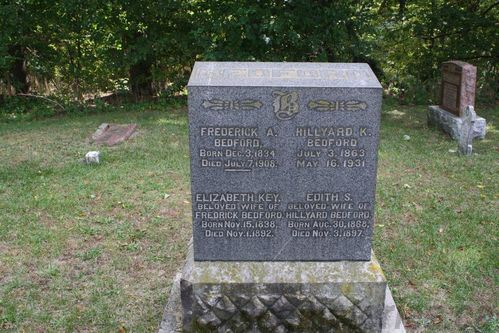 B
FREDERICK A.
BEDFORD
BORN DEC. 3, 1834.
DIED JULY 7, 1908.
HILLYARD K.
BEDFORD
JULY 3, 1863
MAY 16, 1931.
ELIZABETH KEY,
BELOVED WIFE OF
FREDRICK BEDFORD,
BORN NOV. 15, 1838.
DIED NOV. 1, 1892.
EDITH S.
BELOVED WIFE OF
HILLYARD BEDFORD,
BORN AUG. 30, 1868.
DIED NOV. 3, 1897.